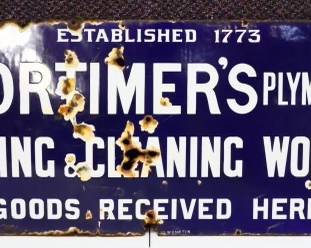 ESTABLISHED 1773
ORTIMER'S PLYM
ING & CLEANING WO
GOODS RECEIVED HER